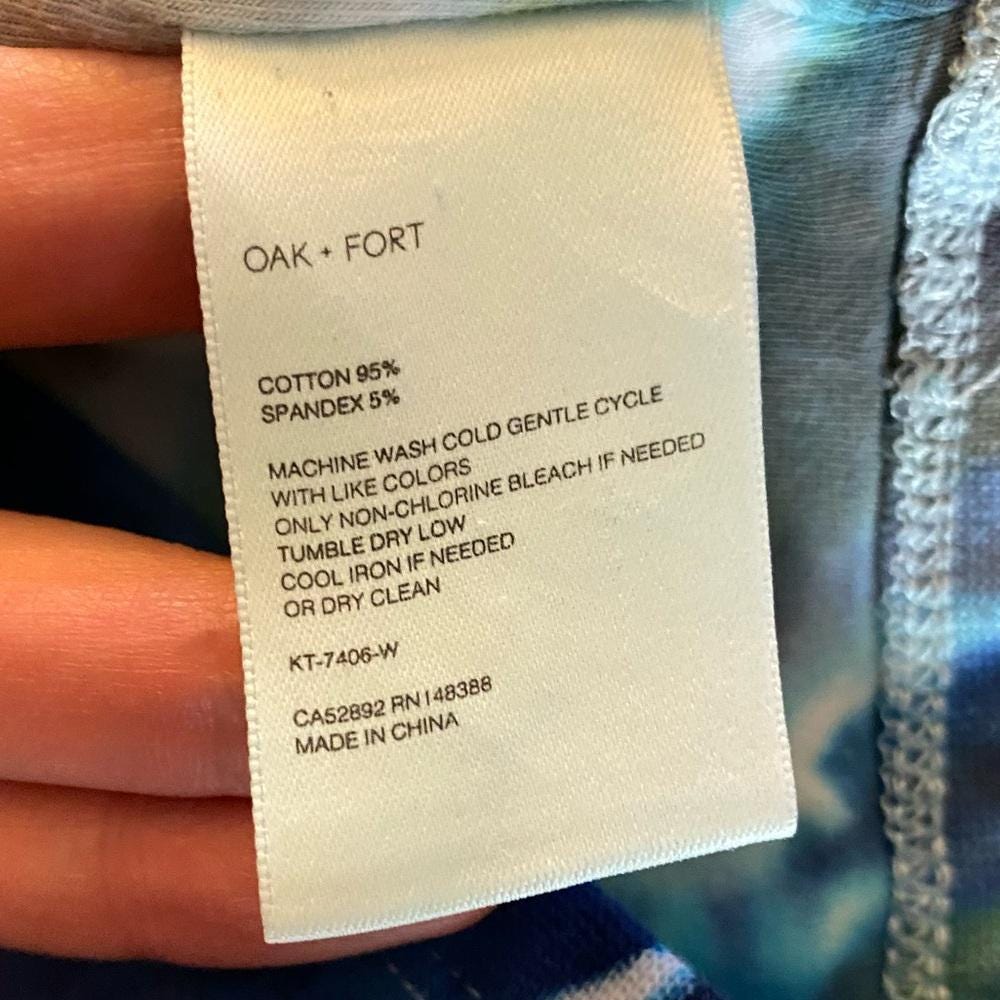 OAK + FORT
COTTON 95%
SPANDEX 5%
MACHINE WASH COLD GENTLE CYCLE
WITH LIKE COLORS
ONLY NON-CHLORINE BLEACH IF NEEDED
TUMBLE DRY LOW
COOL IRON IF NEEDED
OR DRY CLEAN
KT-7406-W
CA52892 RN148388
MADE IN CHINA